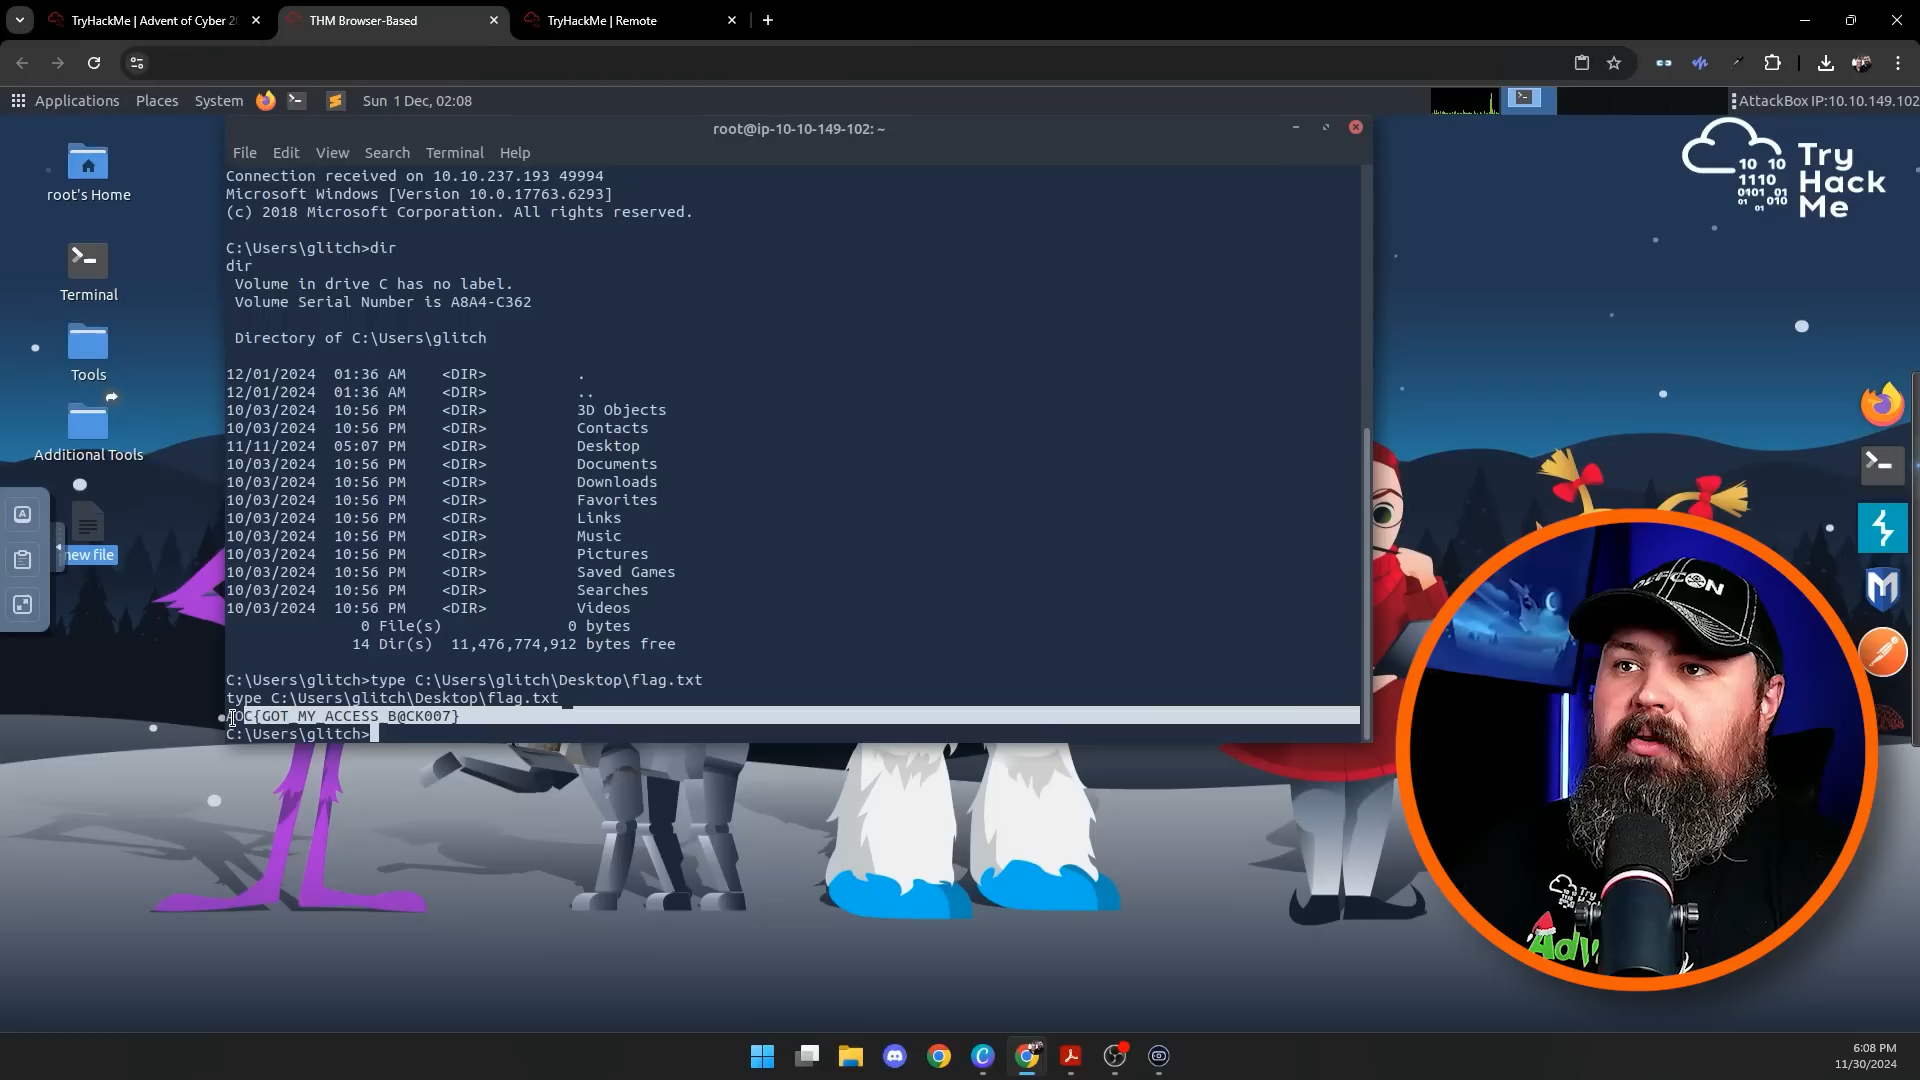 TryHackMe | Advent of Cyber 20
THM Browser-Based
TryHackMe | Remote
Applications
Places
System
Sun 1 Dec, 02:08
AttackBox IP:10.10.149.102
root@ip-10-10-149-102: ~
File Edit View Search Terminal Help
Connection received on 10.10.237.193 49994
Microsoft Windows [Version 10.0.17763.6293]
(c) 2018 Microsoft Corporation. All rights reserved.
C:\Users\glitch>dir
dir
Volume in drive C has no label.
Volume Serial Number is A8A4-C362
Directory of C:\Users\glitch
12/01/2024 01:36 AM <DIR> .
12/01/2024 01:36 AM <DIR> ..
10/03/2024 10:56 PM <DIR> 3D Objects
10/03/2024 10:56 PM <DIR> Contacts
11/11/2024 05:07 PM <DIR> Desktop
10/03/2024 10:56 PM <DIR> Documents
10/03/2024 10:56 PM <DIR> Downloads
10/03/2024 10:56 PM <DIR> Favorites
10/03/2024 10:56 PM <DIR> Links
10/03/2024 10:56 PM <DIR> Music
10/03/2024 10:56 PM <DIR> Pictures
10/03/2024 10:56 PM <DIR> Saved Games
10/03/2024 10:56 PM <DIR> Searches
10/03/2024 10:56 PM <DIR> Videos
0 File(s) 0 bytes
14 Dir(s) 11,476,774,912 bytes free
C:\Users\glitch>type C:\Users\glitch\Desktop\flag.txt
type C:\Users\glitch\Desktop\flag.txt
AOC{GOT_MY_ACCESS_B@CK007}
C:\Users\glitch>
root's Home
Terminal
Tools
Additional Tools
new file
Try
Hack
Me
DEFCON
6:08 PM
11/30/2024